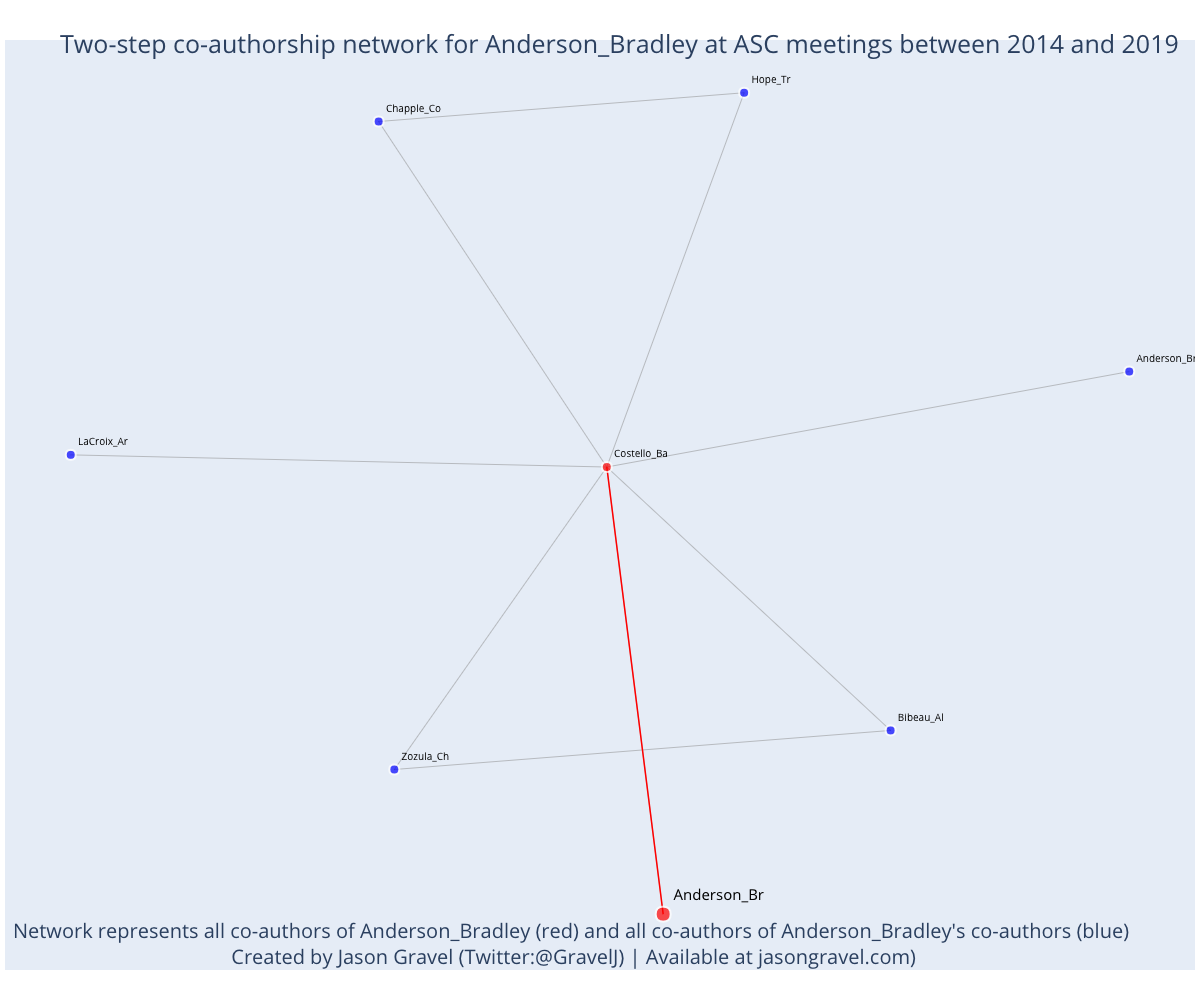 Two-step co-authorship network for Anderson_Bradley at ASC meetings between 2014 and 2019
Hope_Tr
Chapple_Co
Anderson_Br
LaCroix_Ar
Costello_Ba
Bibeau_Al
Zozula_Ch
Anderson_Br
Network represents all co-authors of Anderson_Bradley (red) and all co-authors of Anderson_Bradley's co-authors (blue)
Created by Jason Gravel (Twitter:@GravelJ) | Available at jasongravel.com)